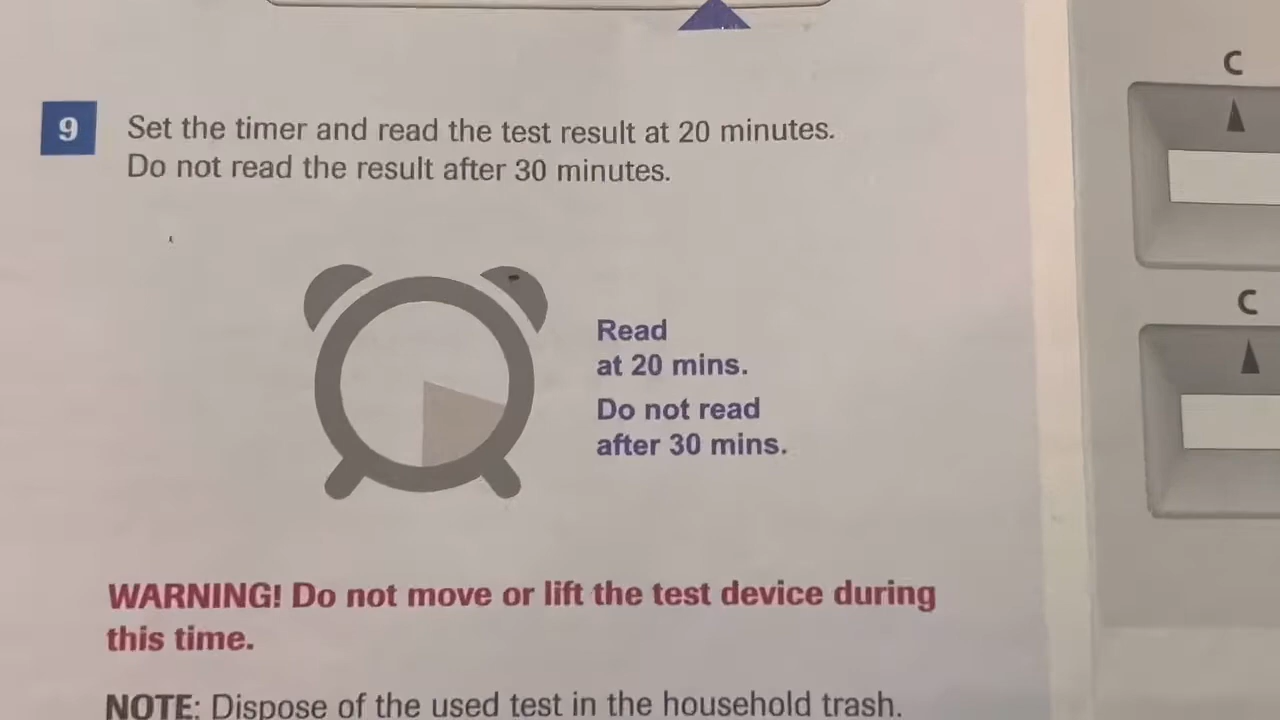 9
Set the timer and read the test result at 20 minutes.
Do not read the result after 30 minutes.
Read
at 20 mins.
Do not read
after 30 mins.
WARNING! Do not move or lift the test device during
this time.
NOTE: Dispose of the used test in the household trash.
C
C